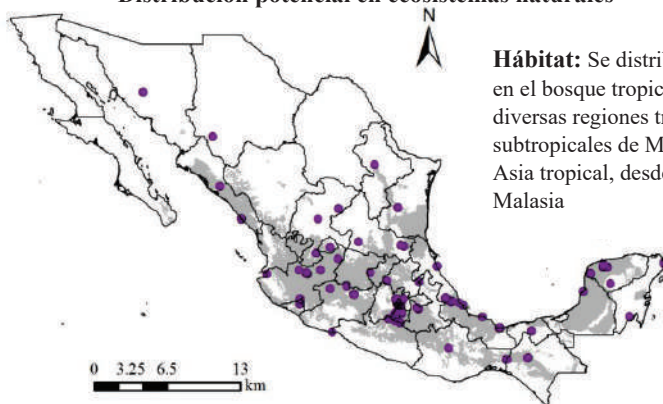 Distribución potencial en ecosistemas naturales
N
Hábitat: Se
en el bosque
diversas regiones
subtropicales de
Asia tropical,
Malasia
0 3.25 6.5 13
km